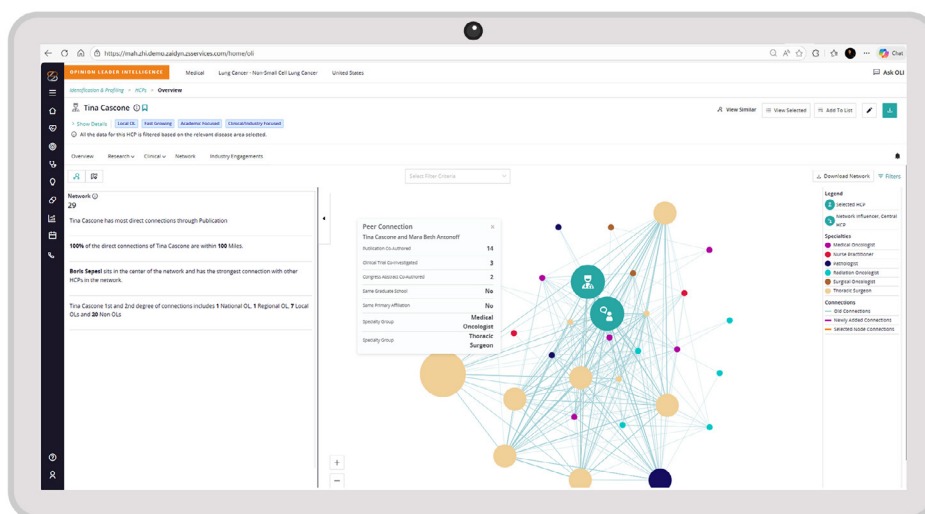 https://mah.zhi.demo.zaidyn.zsservices.com/home/oli
Chat
OPINION LEADER INTELLIGENCE
Medical
Lung Cancer - Non-Small Cell Lung Cancer
United States
Ask OLI
Identification & Profiling
HCPs
Overview
Tina Cascone
View Similar
View Selected
Add To List
Show Details
Local OL
Fast Growing
Academic Focused
Clinical/Industry Focused
All the data for this HCP is filtered based on the relevant disease area selected.
Overview
Research
Clinical
Network
Industry Engagements
Select Filter Criteria
Download Network
Filters
Network
29
Tina Cascone has most direct connections through Publication
100% of the direct connections of Tina Cascone are within 100 Miles.
Boris Sepesi sits in the center of the network and has the strongest connection with other
HCPs in the network.
Tina Cascone 1st and 2nd degree of connections includes 1 National OL, 1 Regional OL, 7 Local
OLs and 20 Non OLs
Peer Connection
Tina Cascone and Mara Beth Antonoff
Publication Co-Authored 14
Clinical Trial Co-Investigated 3
Congress Abstract Co-Authored 2
Same Graduate School No
Same Primary Affiliation No
Specialty Group Medical
Oncologist
Specialty Group Thoracic
Surgeon
Legend
Selected HCP
Network Influencer, Central
HCP
Specialties
Medical Oncologist
Nurse Practitioner
Pathologist
Radiation Oncologist
Surgical Oncologist
Thoracic Surgeon
Connections
Old Connections
Newly Added Connections
Selected Node Connections